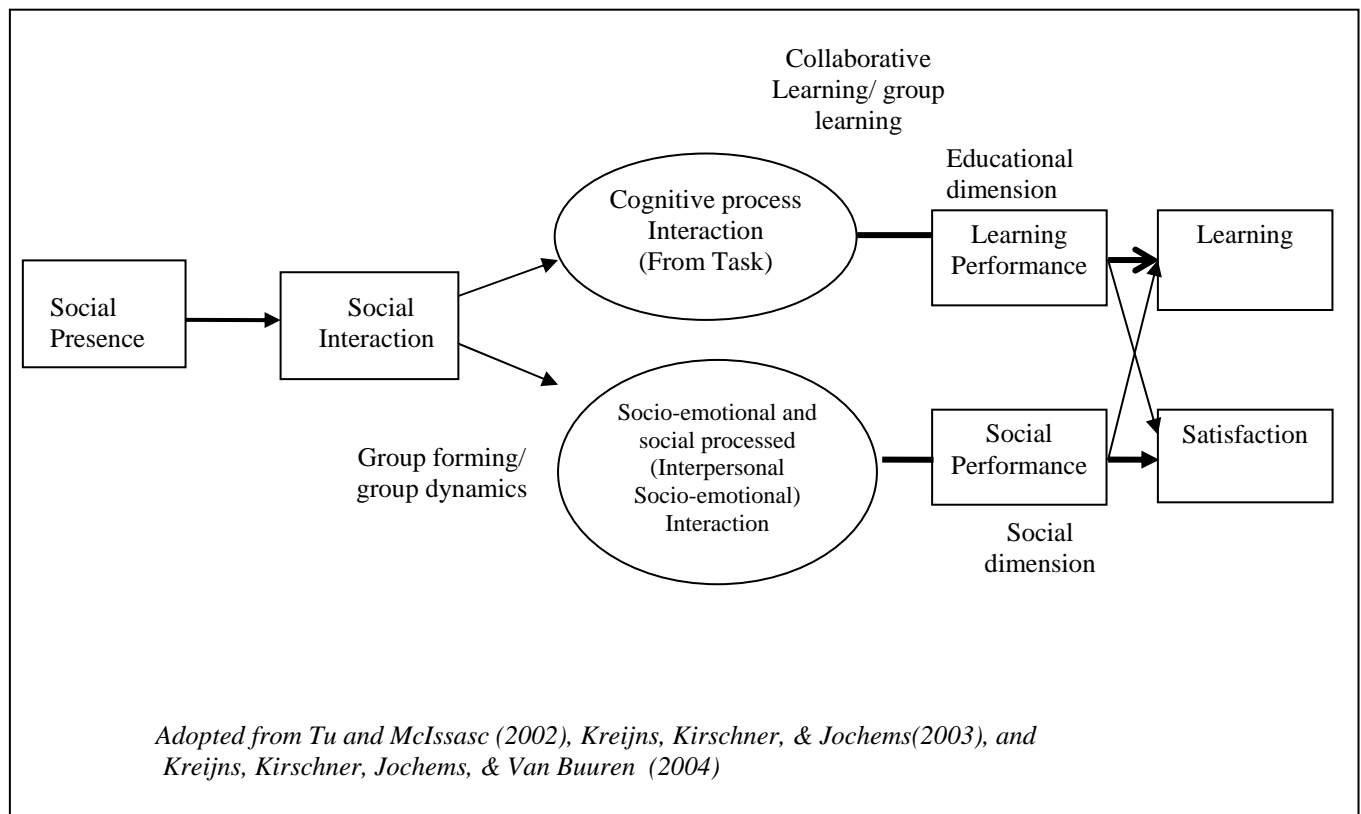 Collaborative
Learning/ group
learning
Educational
dimension
Cognitive process
Interaction
(From Task)
Learning
Performance
Learning
Social
Presence
Social
Interaction
Group forming/
group dynamics
Socio-emotional and
social processed
(Interpersonal
Socio-emotional)
Interaction
Social
Performance
Satisfaction
Social
dimension
Adopted from Tu and McIssasc (2002), Kreijns, Kirschner, & Jochems(2003), and
Kreijns, Kirschner, Jochems, & Van Buuren (2004)